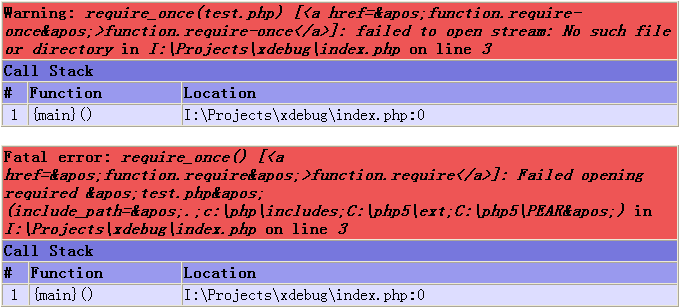 Warning: require_once(test.php) [<a href=&apos;function.require-
once&apos;>function.require-once</a>]: failed to open stream: No such file
or directory in I:\Projects\xdebug\index.php on line 3
Call Stack
# Function Location
1 {main}() I:\Projects\xdebug\index.php:0
Fatal error: require_once() [<a
href=&apos;function.require&apos;>function.require</a>]: Failed opening
required &apos;test.php&apos;
(include_path=&apos;.;c:\php\includes;C:\php5\ext;C:\php5\PEAR&apos;) in
I:\Projects\xdebug\index.php on line 3
Call Stack
# Function Location
1 {main}() I:\Projects\xdebug\index.php:0